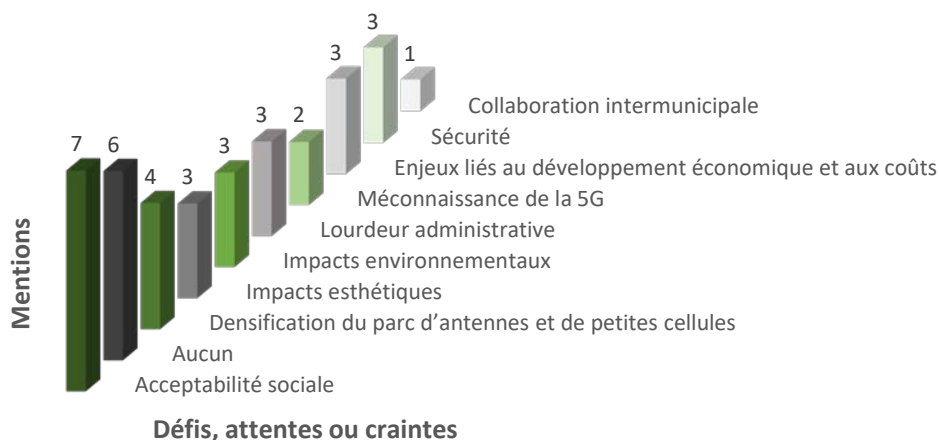 3
3
1
Collaboration intermunicipale
3
2
Sécurité
7
6
3
Enjeux liés au développement économique et aux coûts
4
3
Méconnaissance de la 5G
Lourdeur administrative
Impacts environnementaux
Impacts esthétiques
Densification du parc d’antennes et de petites cellules
Aucun
Acceptabilité sociale
Mentions
Défis, attentes ou craintes